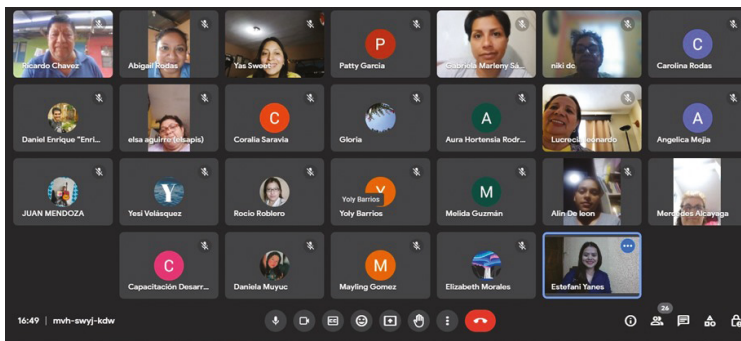 Ricardo Chavez
Abigail Rodas
Yas Sweet
P
Patty Garcia
Gabriela Marleny Sa...
niki dc
C
Carolina Rodas
Daniel Enrique "Enri...
elsa aguirre (elsapis)
C
Coralia Saravia
Gloria
A
Aura Hortensia Rodr...
Lucrecia Leonardo
A
Angelica Mejia
JUAN MENDOZA
Y
Yesi Velásquez
Rocio Roblero
Y
Yoly Barrios
Yoly Barrios
M
Melida Guzmán
Alin De leon
Mercedes Alcayaga
C
Capacitación Desarr...
Daniela Muyuc
M
Mayling Gomez
Elizabeth Morales
Estefani Yanes
16:49 | mvh-swyj-kdw
CC
26